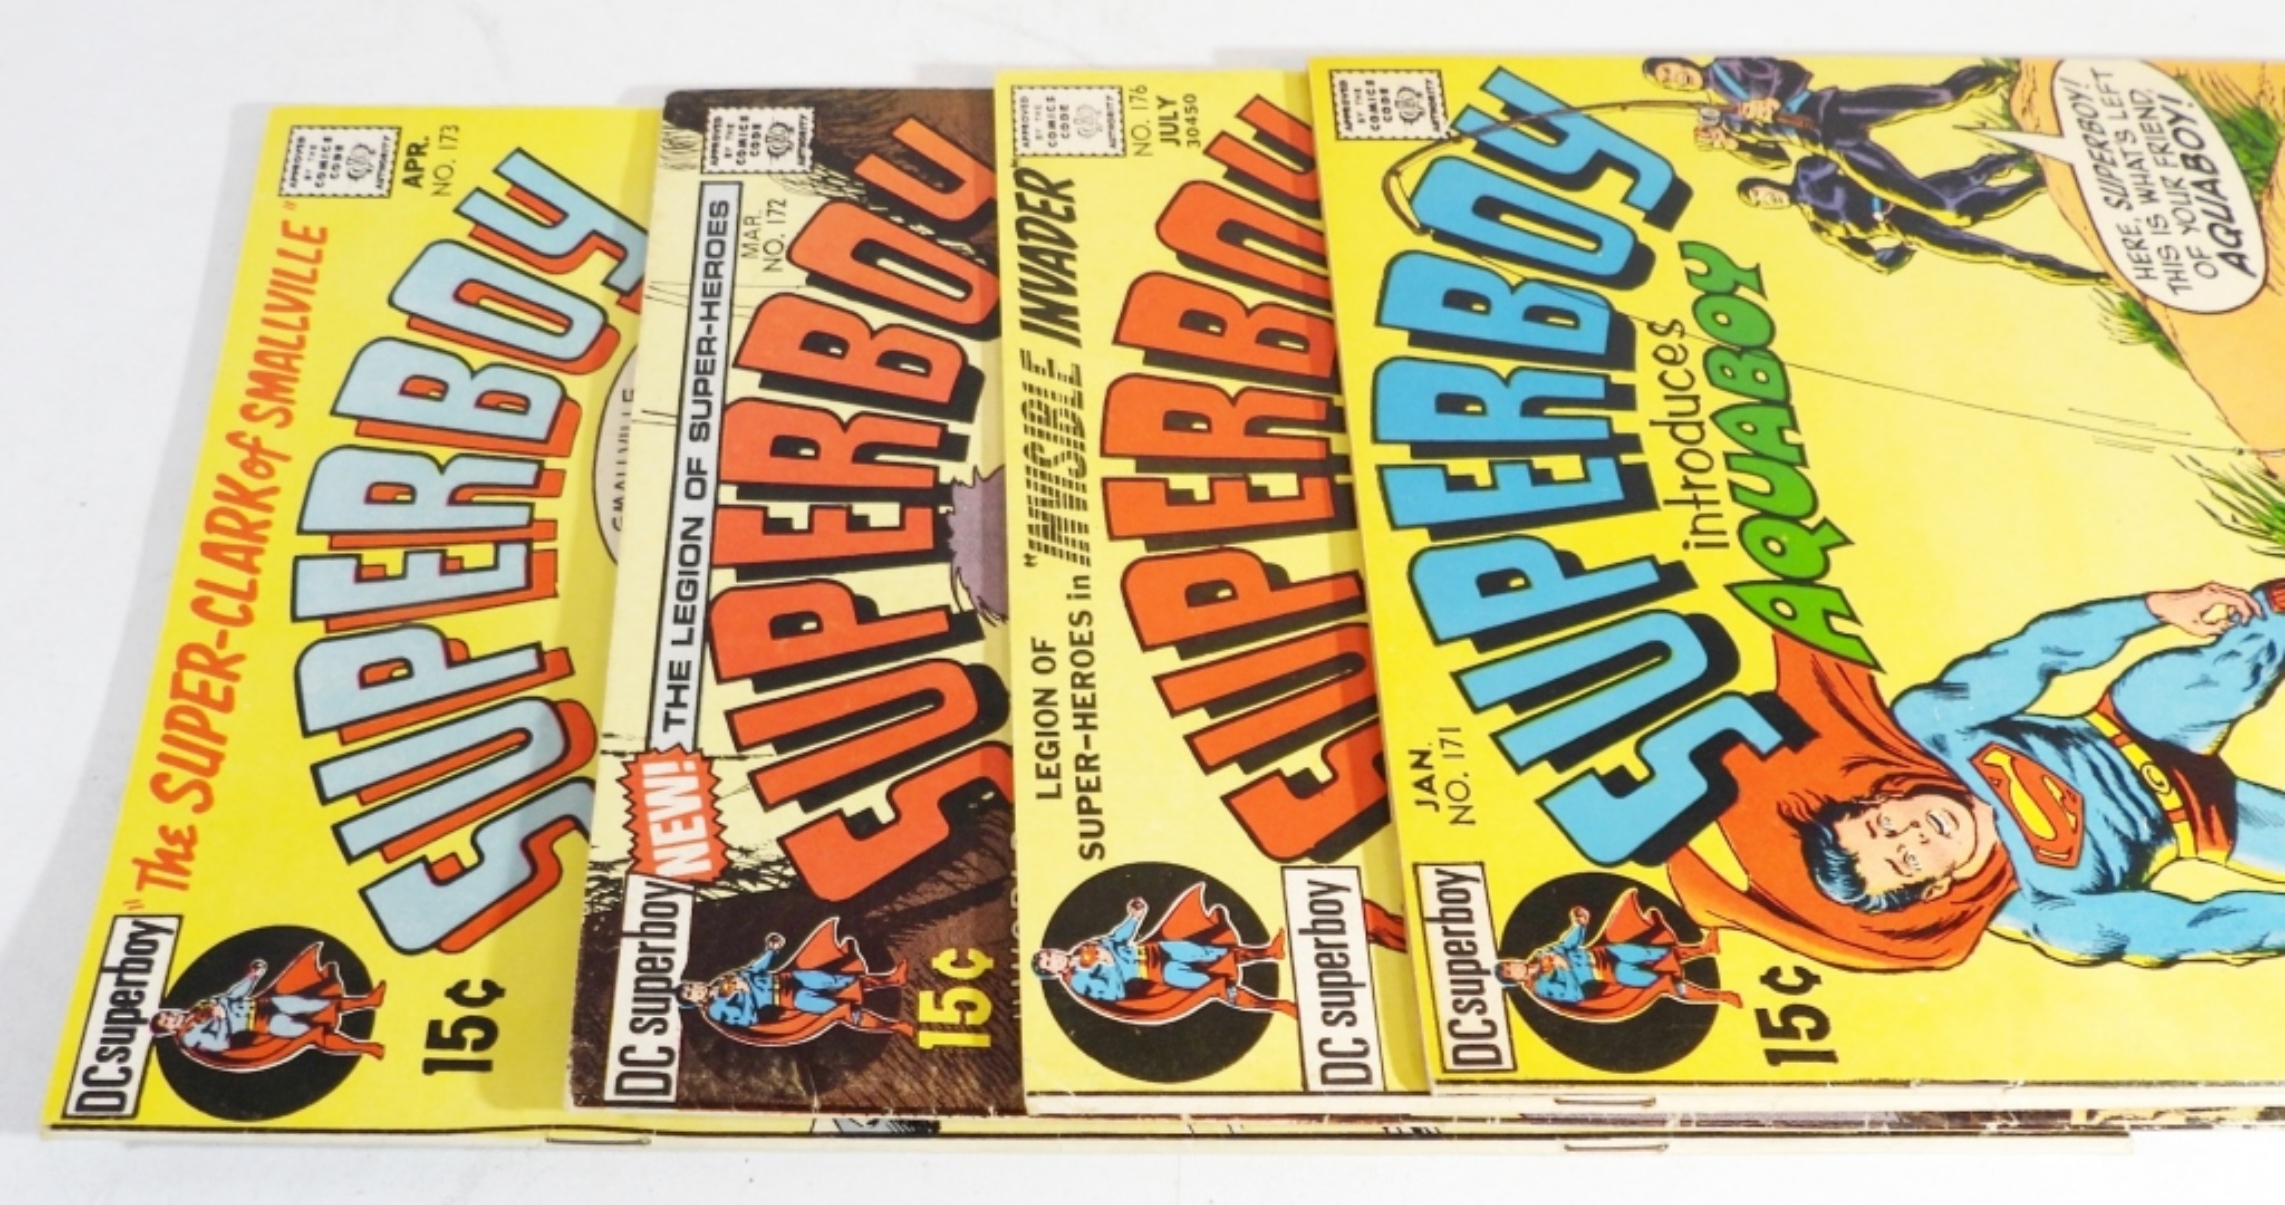 "The SUPER-CLARK of SMALLVILLE"
APPROVED
BY THE
COMICS
CODE
AUTHORITY
APR.
NO. 173
SUPERBOY
DC superboy
15¢
SMALLVILLE
APPROVED
BY THE
COMICS
CODE
AUTHORITY
NEW! THE LEGION OF SUPER-HEROES
MAR.
NO. 172
SUPERBOY
DC superboy
15¢
APPROVED
BY THE
COMICS
CODE
AUTHORITY
NO. 176
JULY
30450
LEGION OF
SUPER-HEROES in "INVISIBLE INVADER"
SUPERBOY
DC superboy
APPROVED
BY THE
COMICS
CODE
AUTHORITY
SUPERBOY
introduces
AQUABOY
JAN.
NO. 171
DC superboy
15¢
HERE, SUPERBOY!
THIS IS WHAT'S LEFT
OF YOUR FRIEND,
AQUABOY!